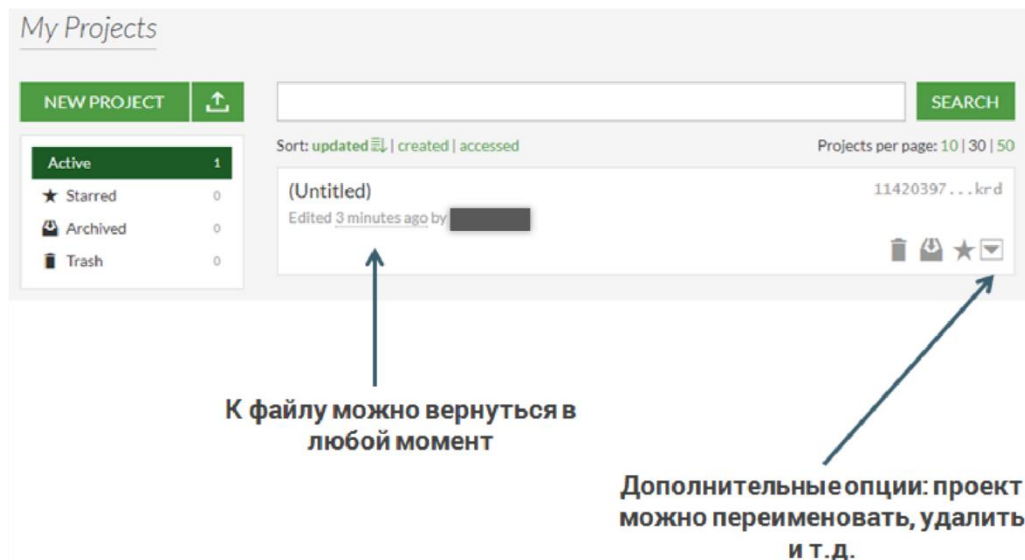 My Projects
NEW PROJECT
SEARCH
Sort: updated | created | accessed
Projects per page: 10 | 30 | 50
Active 1
Starred 0
Archived 0
Trash 0
(Untitled)
11420397...krd
Edited 3 minutes ago by
К файлу можно вернуться в
любой момент
Дополнительные опции: проект
можно переименовать, удалить
и т.д.